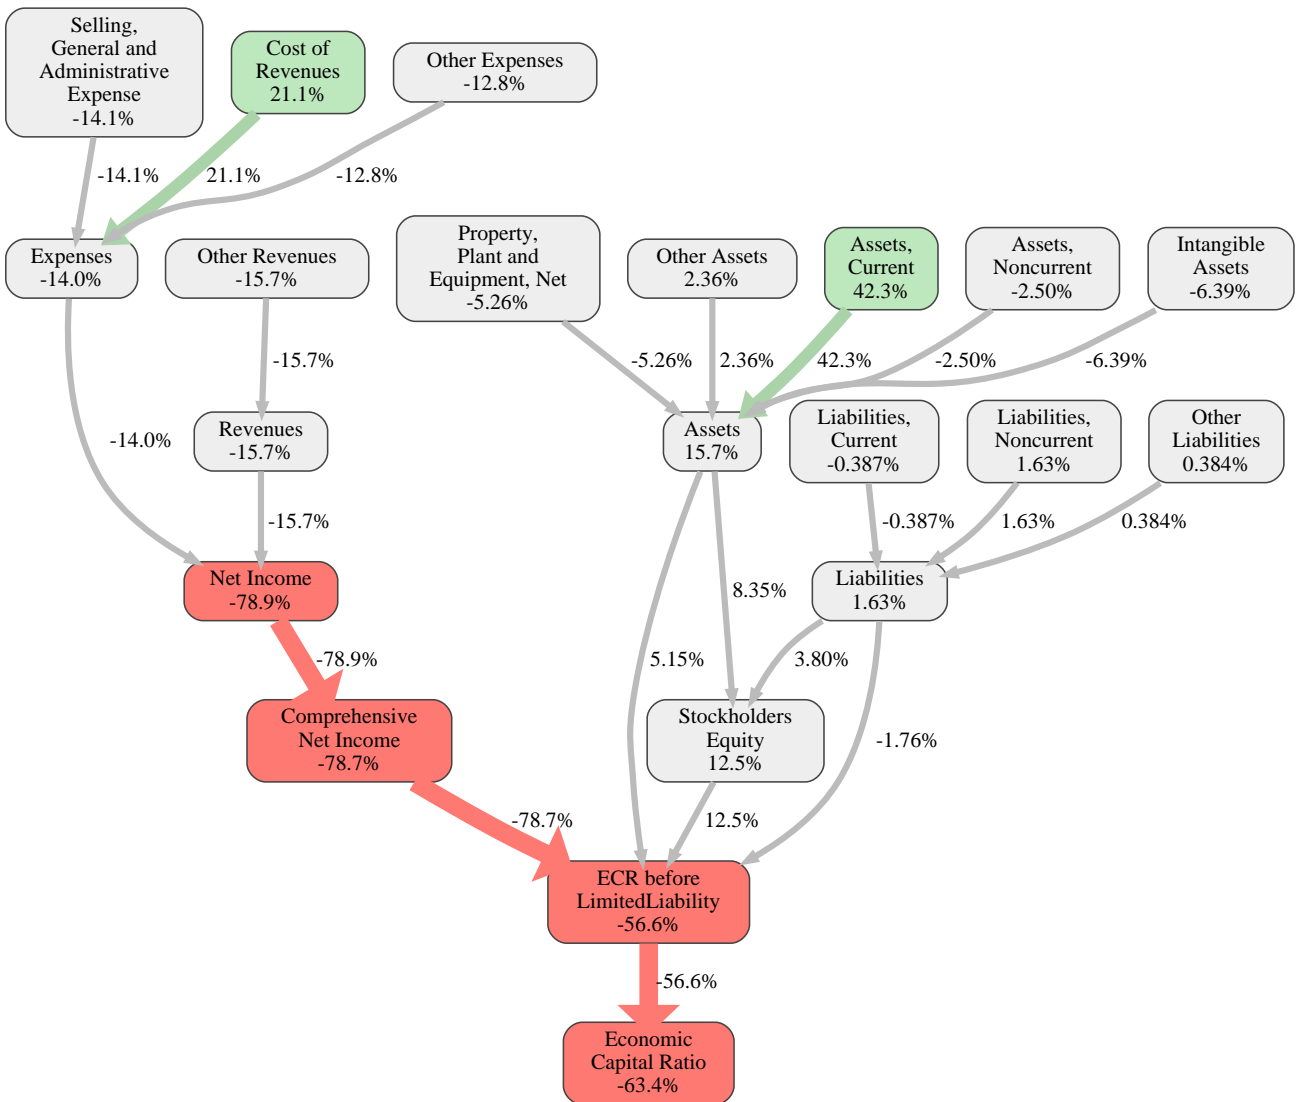 Selling,
General and
Administrative
Expense
-14.1%
Cost of
Revenues
21.1%
Other Expenses
-12.8%
-14.1%
21.1%
-12.8%
Expenses
-14.0%
Other Revenues
-15.7%
Property,
Plant and
Equipment, Net
-5.26%
Other Assets
2.36%
Assets,
Current
42.3%
Assets,
Noncurrent
-2.50%
Intangible
Assets
-6.39%
-15.7%
-5.26%
2.36%
42.3%
-2.50%
-6.39%
-14.0%
Revenues
-15.7%
Assets
15.7%
Liabilities,
Current
-0.387%
Liabilities,
Noncurrent
1.63%
Other
Liabilities
0.384%
-15.7%
-0.387%
1.63%
0.384%
Net Income
-78.9%
8.35%
Liabilities
1.63%
-78.9%
5.15%
3.80%
Comprehensive
Net Income
-78.7%
Stockholders
Equity
12.5%
-1.76%
-78.7%
12.5%
ECR before
LimitedLiability
-56.6%
-56.6%
Economic
Capital Ratio
-63.4%